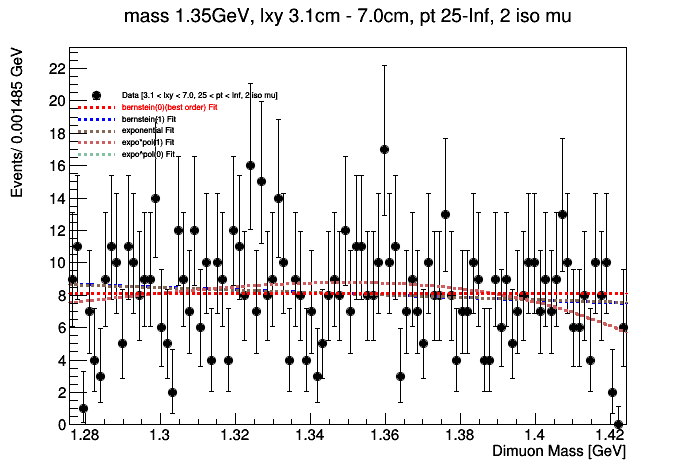 mass 1.35GeV, lxy 3.1cm - 7.0cm, pt 25-Inf, 2 iso mu
Events/ 0.001485 GeV
22
20
18
16
14
12
10
8
6
4
2
0
Data [3.1 < lxy < 7.0, 25 < pt < Inf, 2 iso mu]
bernstein(0)(best order) Fit
bernstein(1) Fit
exponential Fit
expo*pol(1) Fit
expo*pol(0) Fit
1.28 1.3 1.32 1.34 1.36 1.38 1.4 1.42
Dimuon Mass [GeV]